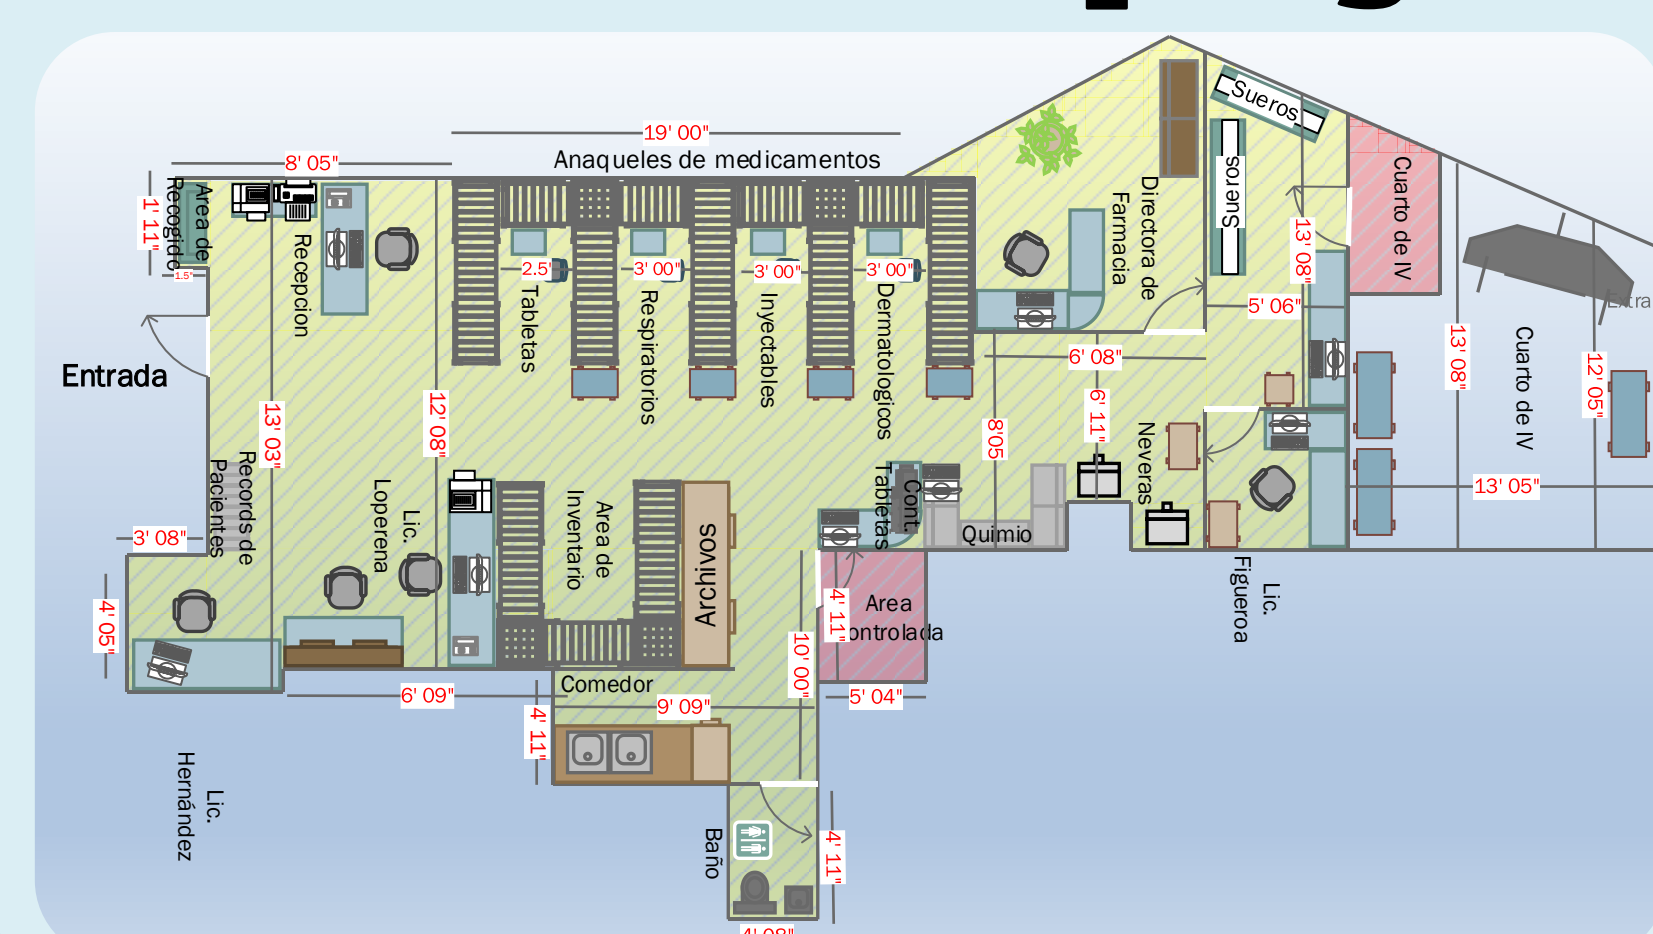 19' 00"
Anaqueles de medicamentos
8' 05"
Area de
Recogido
1' 11"
1.5"
Recepcion
Entrada
13' 03"
12' 08"
2.5'
3' 00"
3' 00"
3' 00"
Tabletas
Respiratorios
Inyectables
Dermatologicos
Directora de
Farmacia
Sueros
Sueros
13' 08"
5' 06"
Cuarto de IV
Cuarto de IV
Extra
13' 08"
12' 05"
13' 05"
6' 08"
6' 11"
8'05
Neveras
Records de
Pacientes
3' 08"
4' 05"
Lic.
Loperena
Area de
Inventario
Archivos
Cont.
Tabletas
Quimio
Area
ontrolada
4' 11"
10' 00"
5' 04"
Lic.
Figueroa
6' 09"
Comedor
9' 09"
4' 11"
Lic.
Hernández
Baño
4' 11"
4' 08"